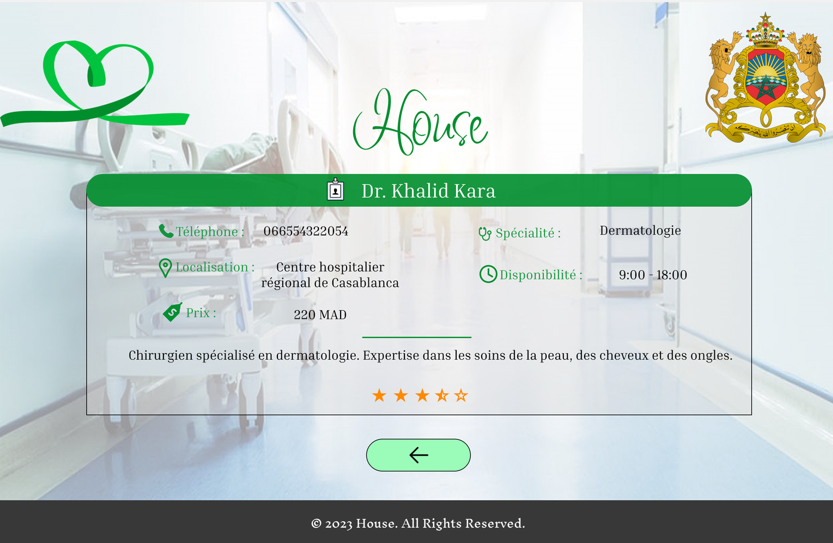 House
Dr. Khalid Kara
Téléphone : 066554322054
Spécialité : Dermatologie
Localisation : Centre hospitalier
régional de Casablanca
Disponibilité : 9:00 - 18:00
Prix : 220 MAD
Chirurgien spécialisé en dermatologie. Expertise dans les soins de la peau, des cheveux et des ongles.
© 2023 House. All Rights Reserved.